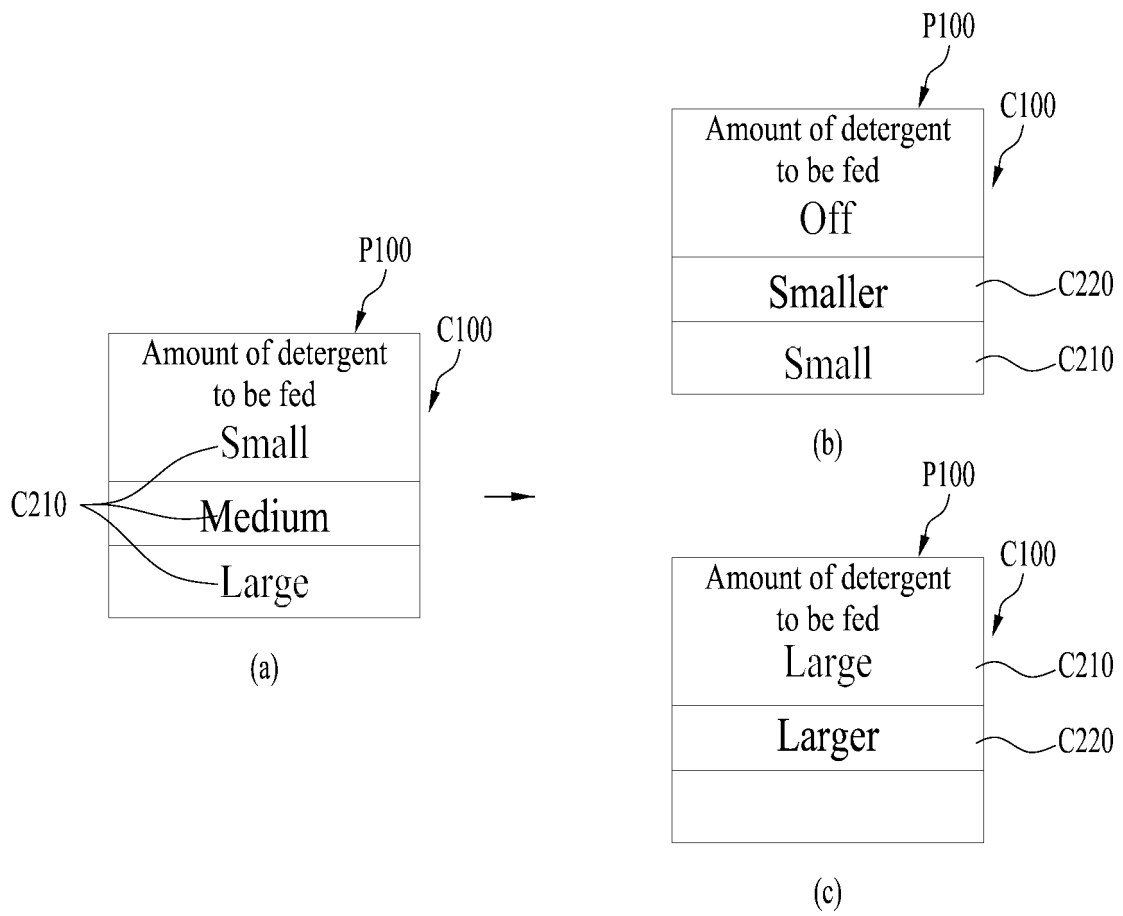 P100
C100
Amount of detergent
to be fed
Small
C210
Medium
Large
(a)
P100
C100
Amount of detergent
to be fed
Off
Smaller
C220
Small
C210
(b)
P100
C100
Amount of detergent
to be fed
Large
C210
Larger
C220
(c)